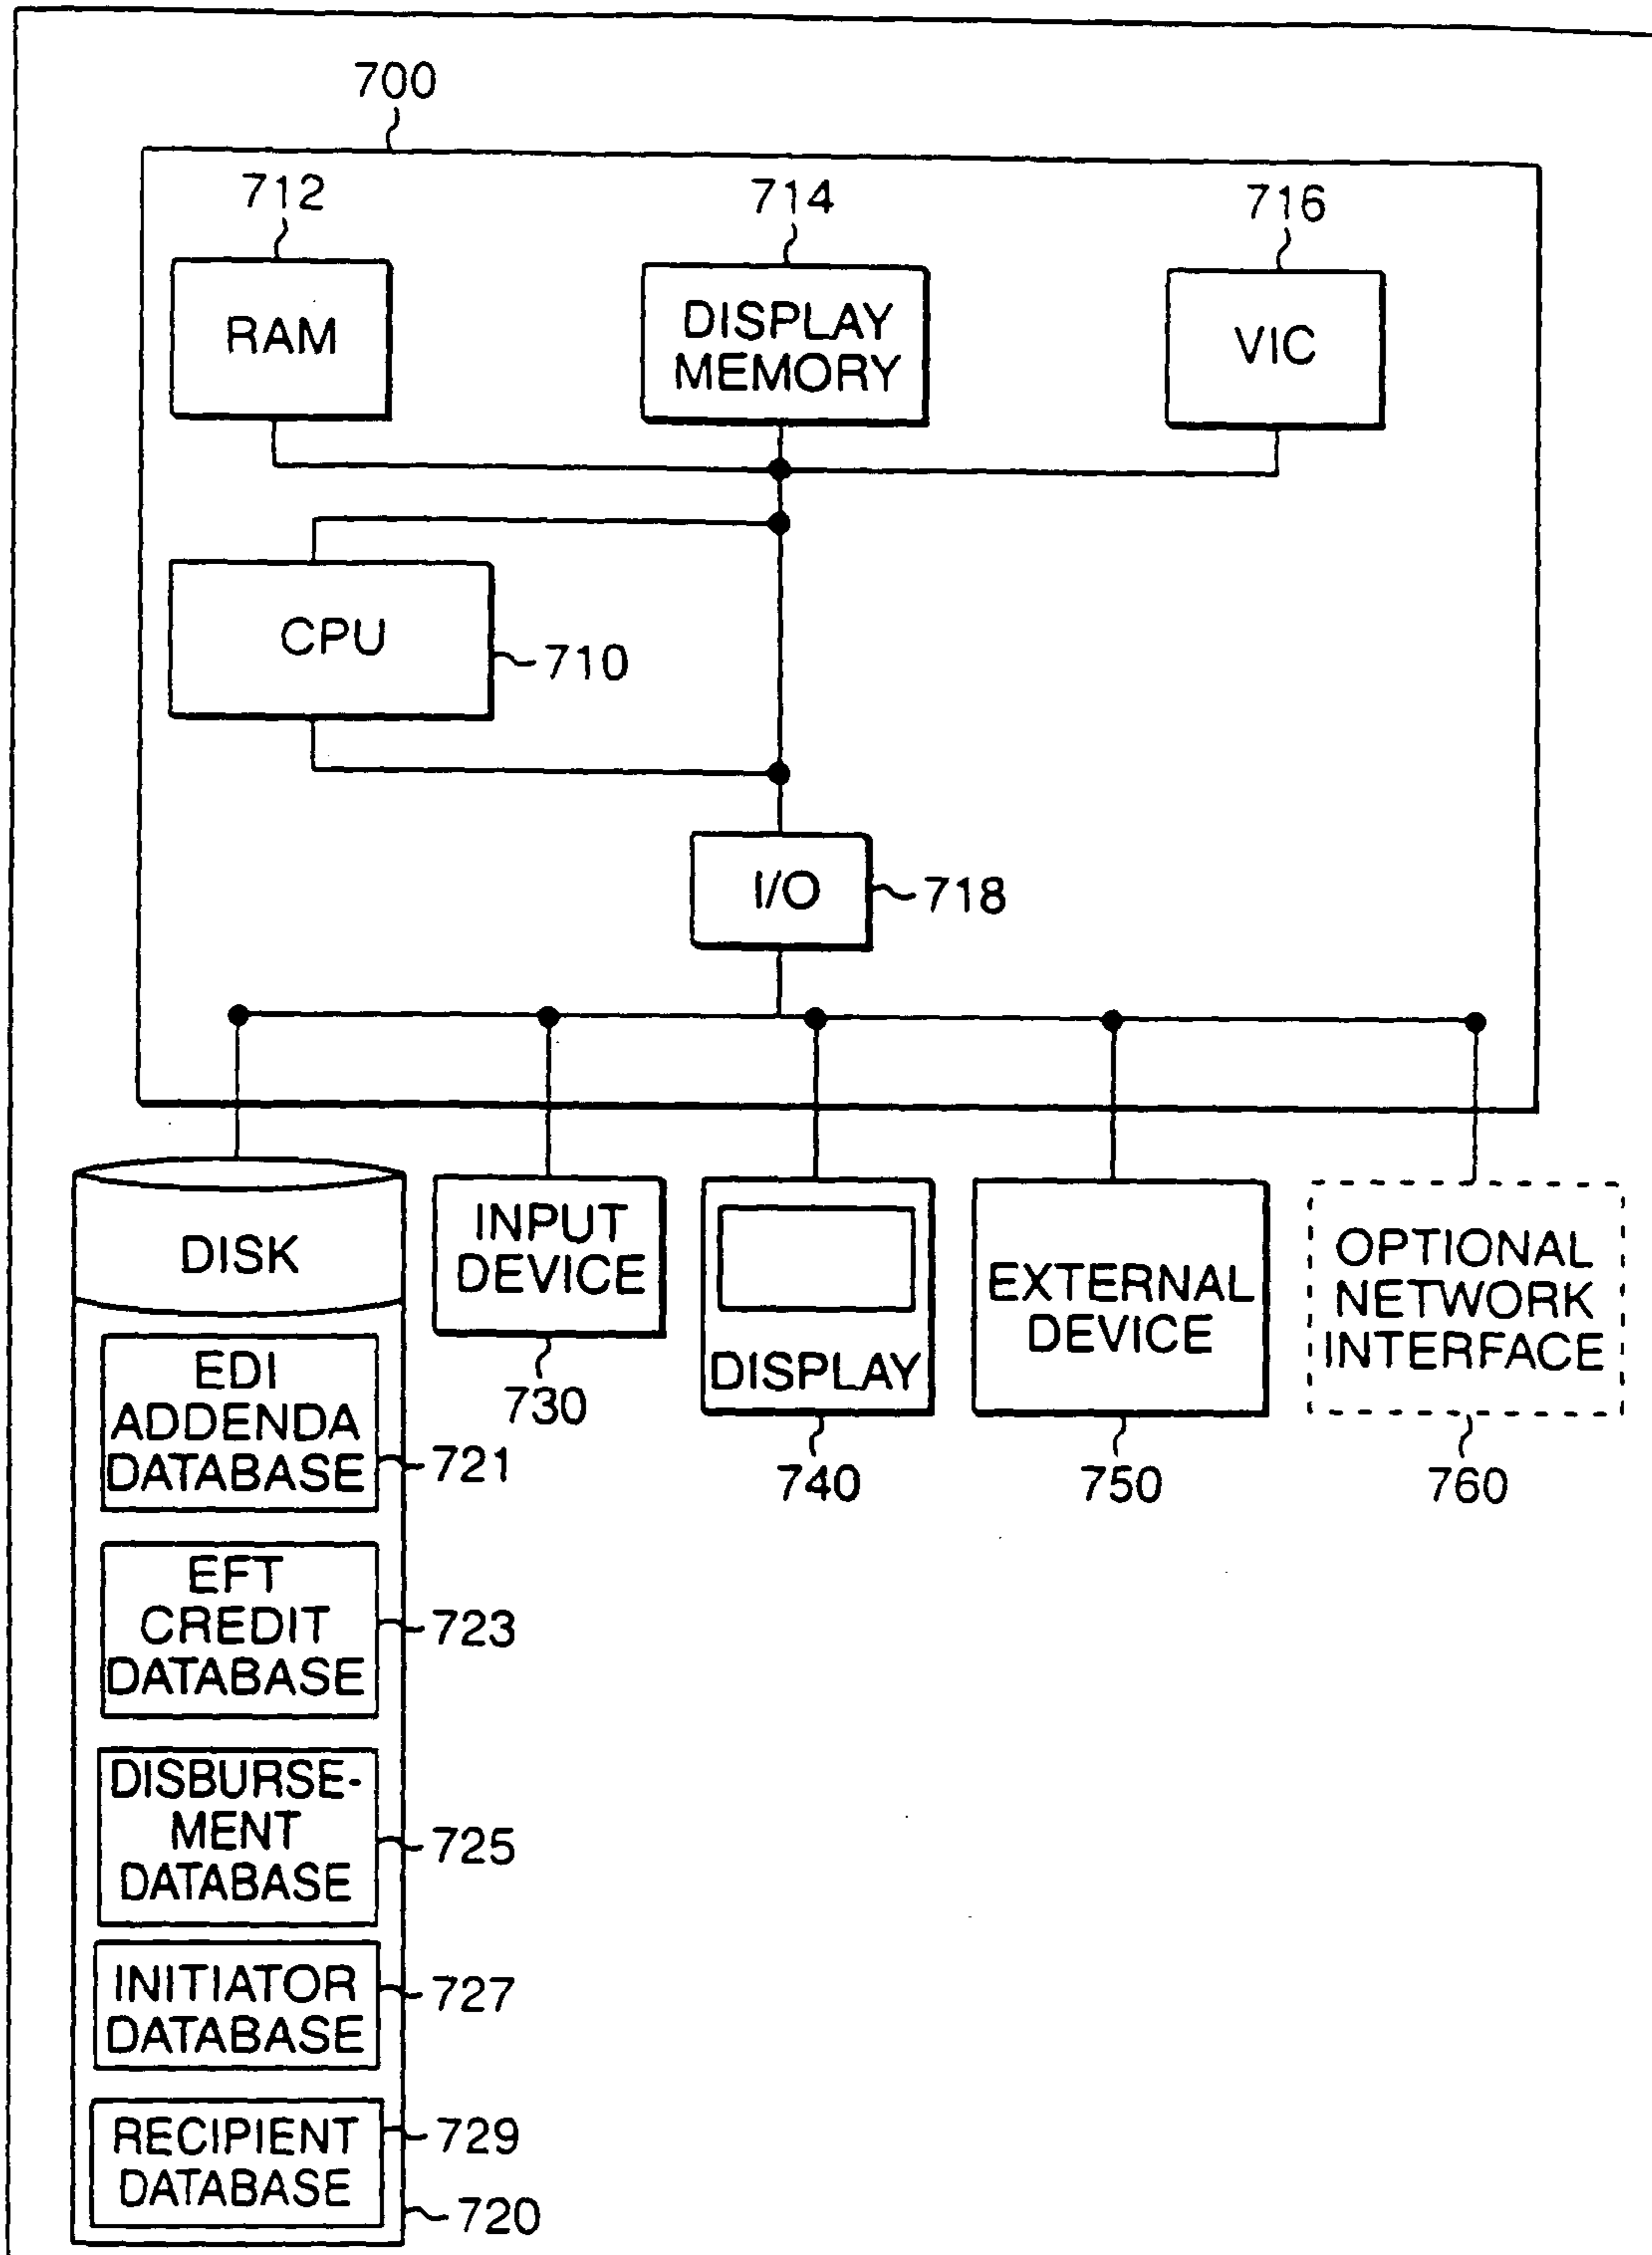 700
712
714
716
RAM
DISPLAY
MEMORY
VIC
CPU
710
I/O
718
DISK
INPUT
DEVICE
730
DISPLAY
740
EXTERNAL
DEVICE
750
OPTIONAL
NETWORK
INTERFACE
760
EDI
ADDENDA
DATABASE
721
EFT
CREDIT
DATABASE
723
DISBURSE-
MENT
DATABASE
725
INITIATOR
DATABASE
727
RECIPIENT
DATABASE
729
720